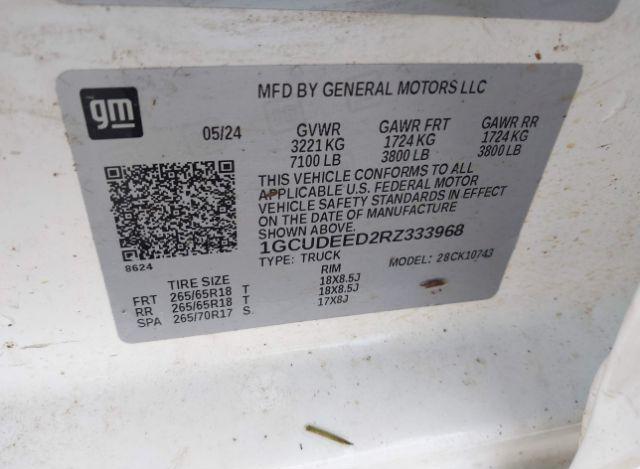 gm
MFD BY GENERAL MOTORS LLC
05/24 GVWR GAWR FRT GAWR RR
3221 KG 1724 KG 1724 KG
7100 LB 3800 LB 3800 LB
THIS VEHICLE CONFORMS TO ALL
APPLICABLE U.S. FEDERAL MOTOR
VEHICLE SAFETY STANDARDS IN EFFECT
ON THE DATE OF MANUFACTURE
SHOWN ABOVE.
1GCUDEED2RZ333968
8624
TYPE: TRUCK MODEL: 28CK10743
TIRE SIZE RIM
FRT 265/65R18 T 18X8.5J
RR 265/65R18 T 18X8.5J
SPA 265/70R17 S 17X8J